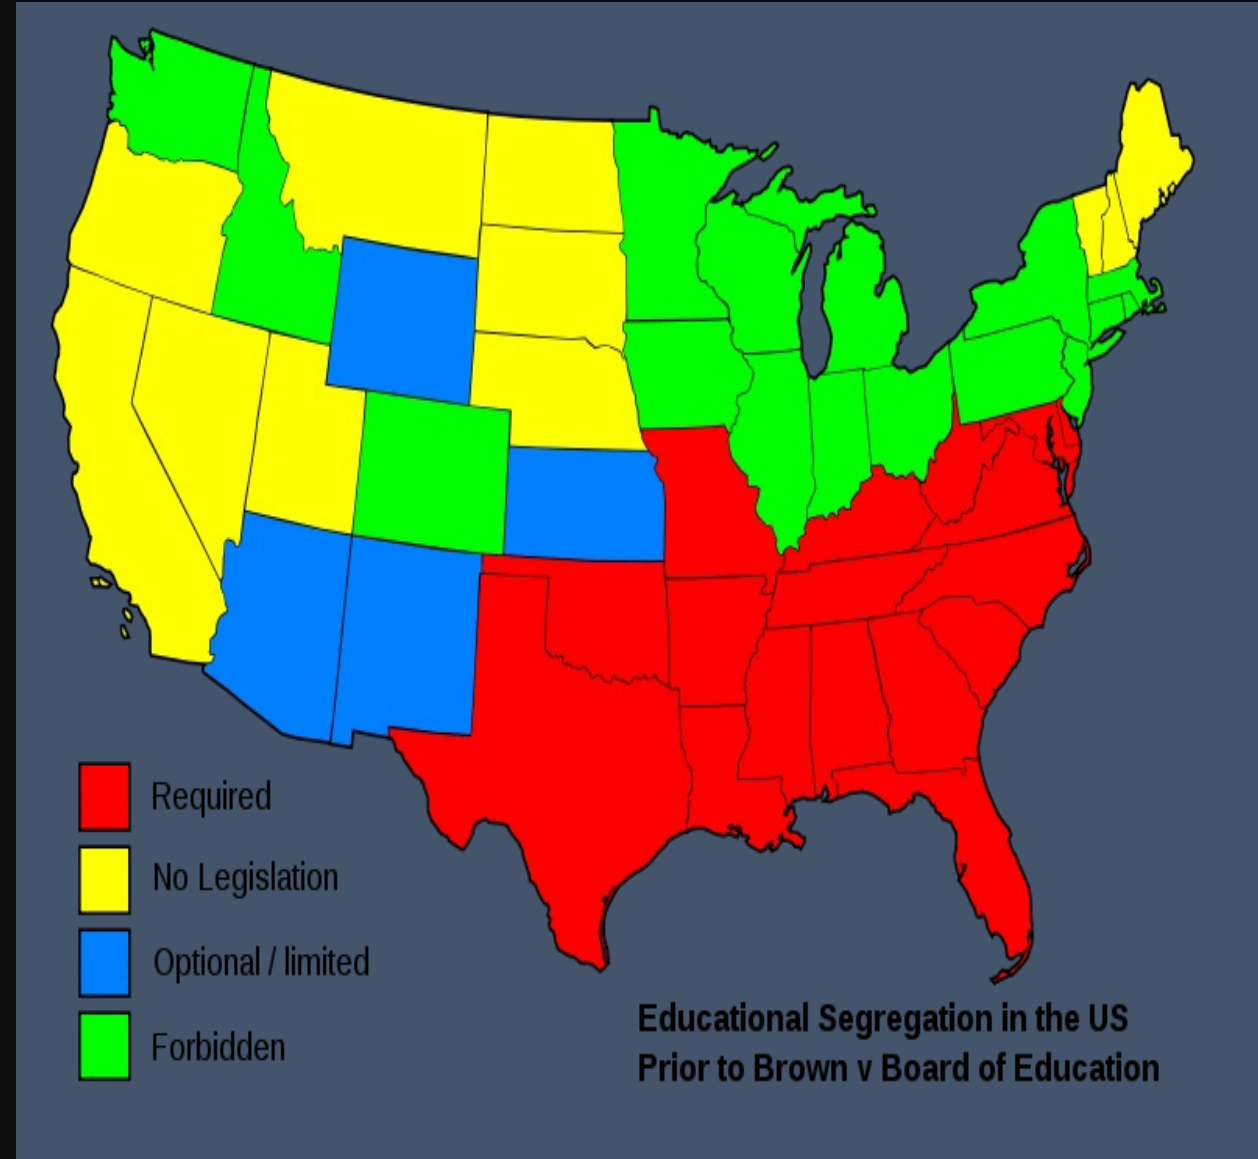 Required
No Legislation
Optional / limited
Forbidden
Educational Segregation in the US
Prior to Brown v Board of Education